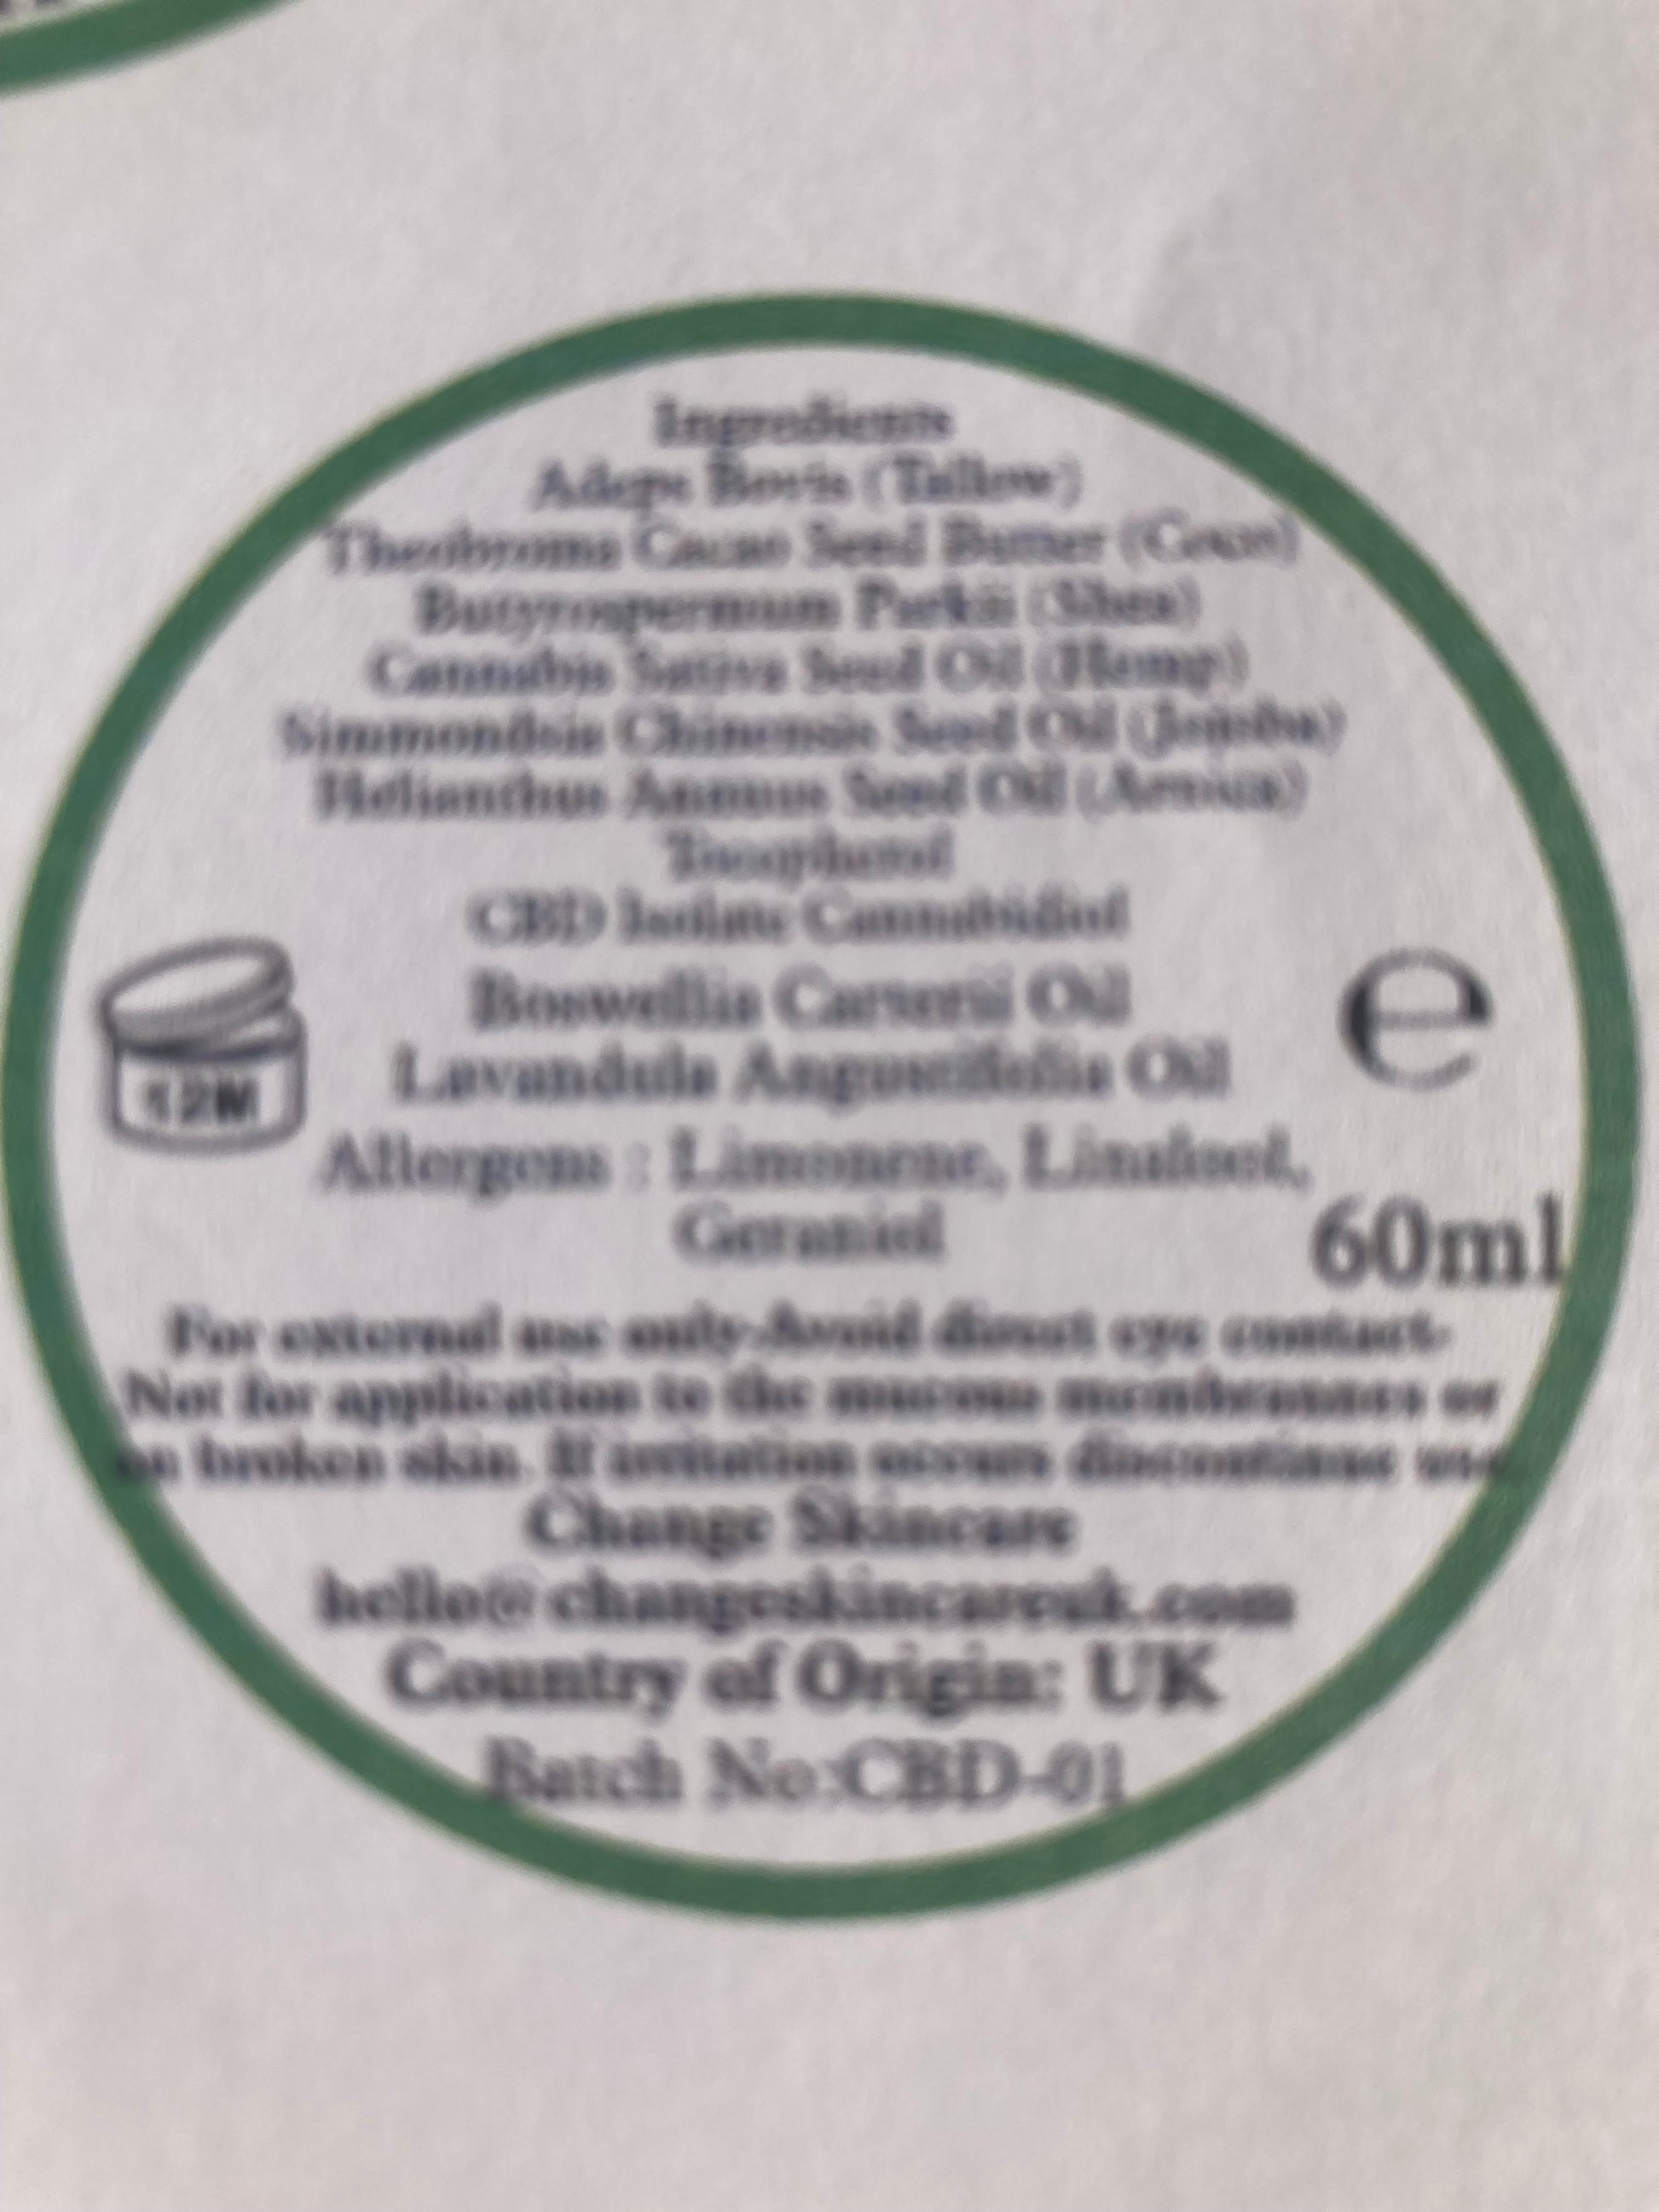 Ingredients
Adeps Bovis (Tallow)
Theobroma Cacao Seed Butter (Coco)
Butyrospermum Parkii (Shea)
Cannabis Sativa Seed Oil (Hemp)
Simmondsia Chinensis Seed Oil (Jojoba)
Helianthus Annuus Seed Oil (Arnica)
Tocopherol
CBD Isolate Cannabidiol
Boswellia Carterii Oil
Lavandula Angustifolia Oil
12M
e
Allergens : Limonene, Linalool,
Geraniol
60ml
For external use only-Avoid direct eye contact-
Not for application to the mucous membrannes or
on broken skin. If irritation occurs discontinue use
Change Skincare
hello@changeskincareuk.com
Country of Origin: UK
Batch No:CBD-01